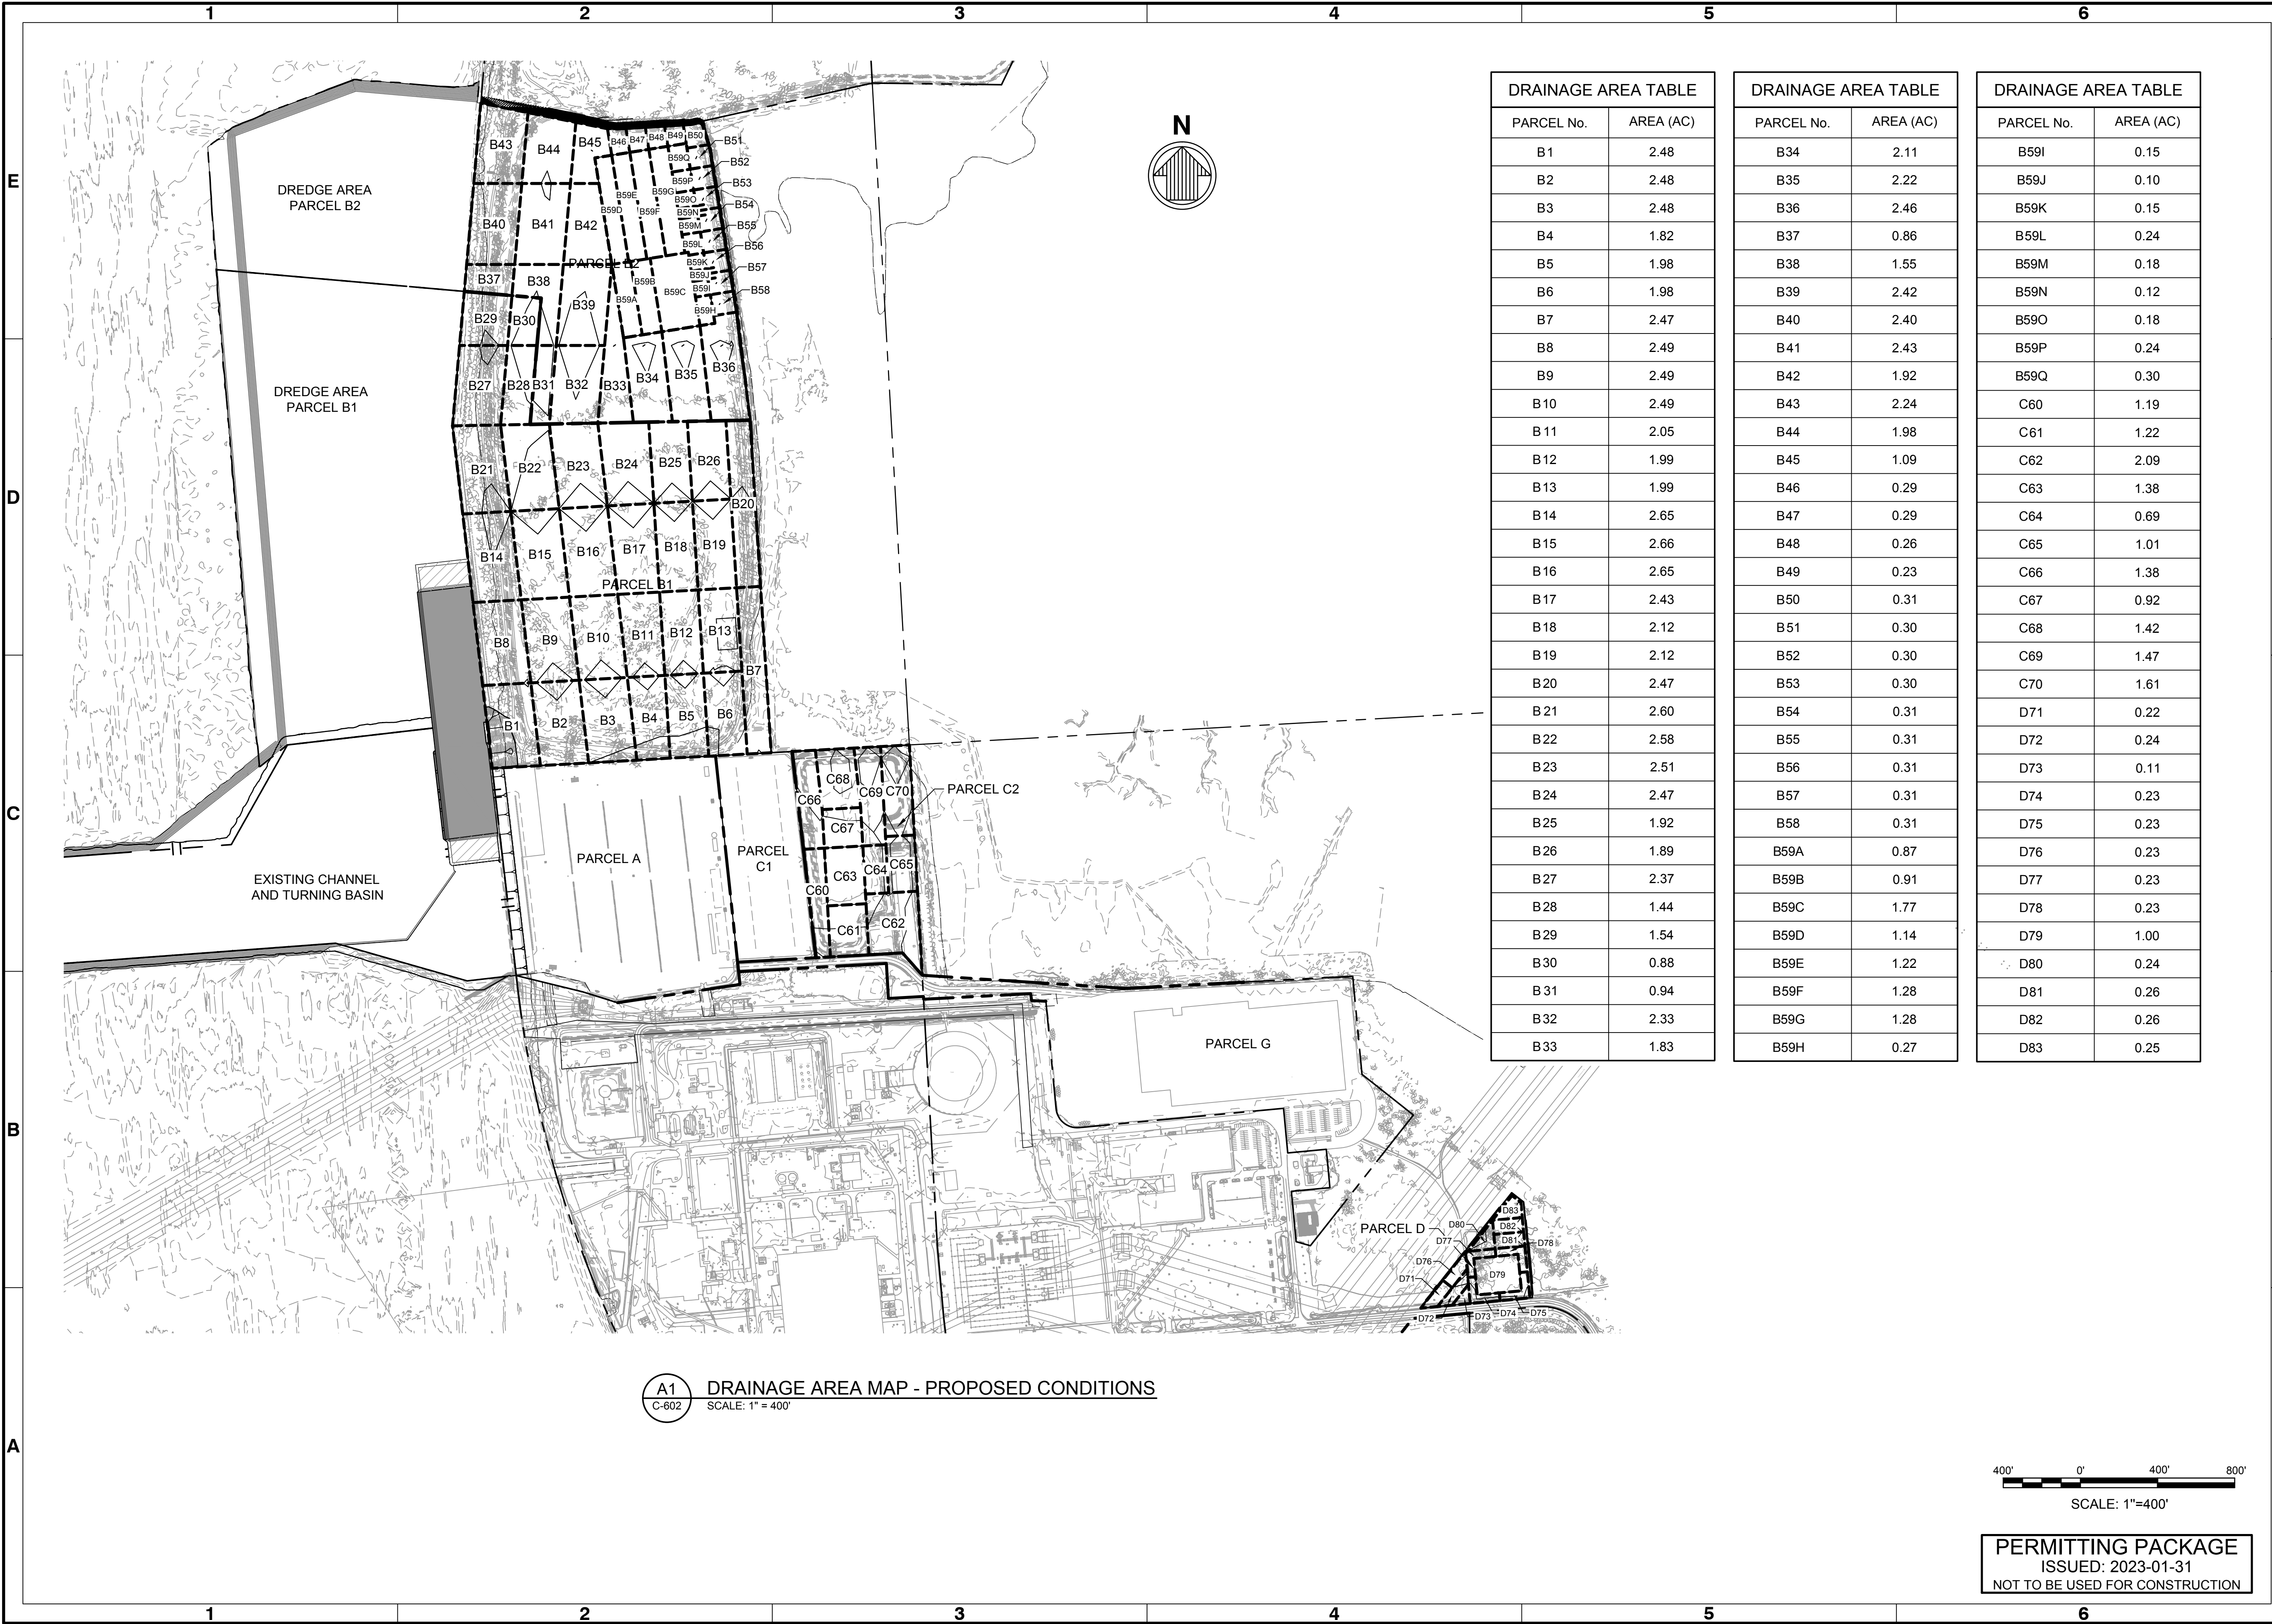 1 2 3 4 5 6
E
D
C
B
A
N
DREDGE AREA
PARCEL B2
DREDGE AREA
PARCEL B1
EXISTING CHANNEL
AND TURNING BASIN
B43 B44 B45 B46 B47 B48 B49 B50
B51
B52
B53
B54
B55
B56
B57
B58
B59Q
B59P
B59O
B59N
B59M
B59L
B59K
B59J
B59I
B59H
B59D B59E B59F B59G
B40 B41 B42
PARCEL B2
B37 B38 B39 B59A B59B B59C
B29 B30
B27 B28 B31 B32 B33 B34 B35 B36
B21 B22 B23 B24 B25 B26
B20
B14 B15 B16 B17 B18 B19
PARCEL B1
B8 B9 B10 B11 B12 B13
B7
B1 B2 B3 B4 B5 B6
PARCEL A
PARCEL
C1
C66 C68 C69 C70
PARCEL C2
C67
C60 C63 C64 C65
C61 C62
PARCEL G
PARCEL D
D83
D82
D81
D80
D78
D77
D76
D79
D71
D72 D73 D74 D75
DRAINAGE AREA TABLE
PARCEL No. AREA (AC)
B1 2.48
B2 2.48
B3 2.48
B4 1.82
B5 1.98
B6 1.98
B7 2.47
B8 2.49
B9 2.49
B10 2.49
B11 2.05
B12 1.99
B13 1.99
B14 2.65
B15 2.66
B16 2.65
B17 2.43
B18 2.12
B19 2.12
B20 2.47
B21 2.60
B22 2.58
B23 2.51
B24 2.47
B25 1.92
B26 1.89
B27 2.37
B28 1.44
B29 1.54
B30 0.88
B31 0.94
B32 2.33
B33 1.83
DRAINAGE AREA TABLE
PARCEL No. AREA (AC)
B34 2.11
B35 2.22
B36 2.46
B37 0.86
B38 1.55
B39 2.42
B40 2.40
B41 2.43
B42 1.92
B43 2.24
B44 1.98
B45 1.09
B46 0.29
B47 0.29
B48 0.26
B49 0.23
B50 0.31
B51 0.30
B52 0.30
B53 0.30
B54 0.31
B55 0.31
B56 0.31
B57 0.31
B58 0.31
B59A 0.87
B59B 0.91
B59C 1.77
B59D 1.14
B59E 1.22
B59F 1.28
B59G 1.28
B59H 0.27
DRAINAGE AREA TABLE
PARCEL No. AREA (AC)
B59I 0.15
B59J 0.10
B59K 0.15
B59L 0.24
B59M 0.18
B59N 0.12
B59O 0.18
B59P 0.24
B59Q 0.30
C60 1.19
C61 1.22
C62 2.09
C63 1.38
C64 0.69
C65 1.01
C66 1.38
C67 0.92
C68 1.42
C69 1.47
C70 1.61
D71 0.22
D72 0.24
D73 0.11
D74 0.23
D75 0.23
D76 0.23
D77 0.23
D78 0.23
D79 1.00
D80 0.24
D81 0.26
D82 0.26
D83 0.25
A1
C-602
DRAINAGE AREA MAP - PROPOSED CONDITIONS
SCALE: 1" = 400'
400' 0' 400' 800'
SCALE: 1"=400'
PERMITTING PACKAGE
ISSUED: 2023-01-31
NOT TO BE USED FOR CONSTRUCTION
1 2 3 4 5 6